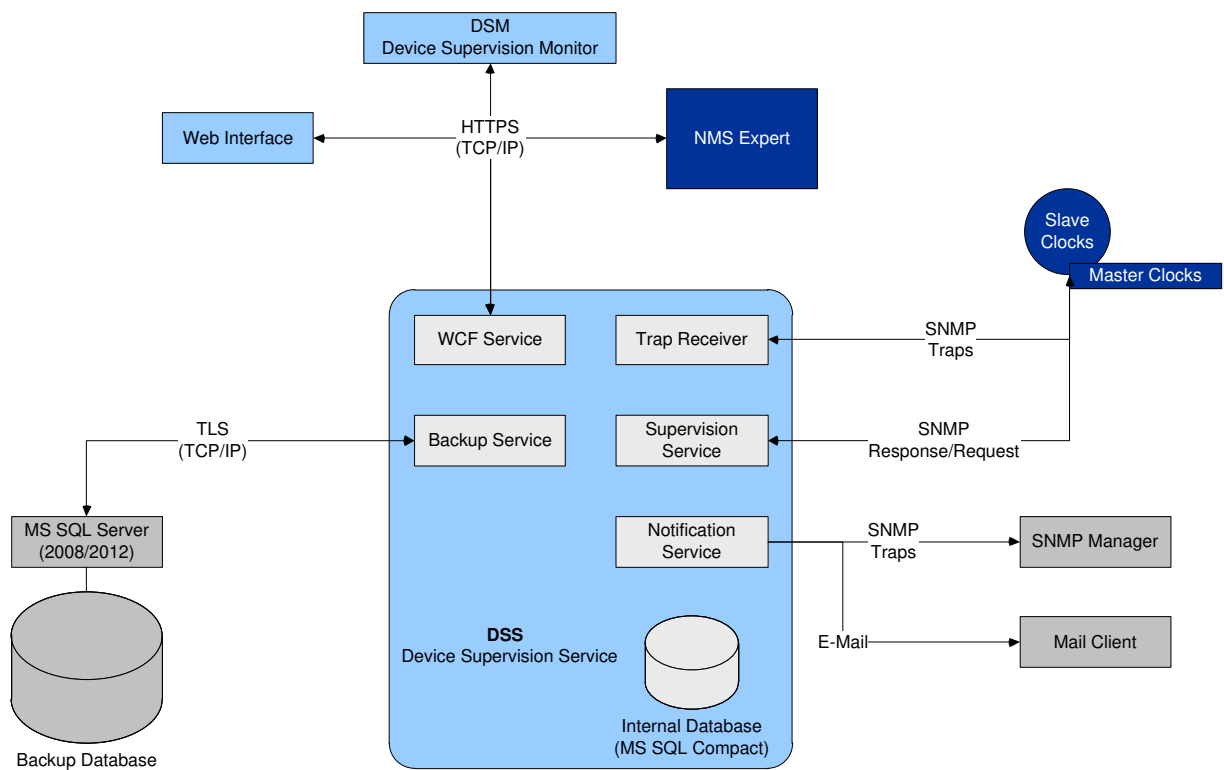 DSM
Device Supervision Monitor
Web Interface
HTTPS
(TCP/IP)
NMS Expert
Slave
Clocks
Master Clocks
WCF Service
Trap Receiver
SNMP
Traps
TLS
(TCP/IP)
Backup Service
Supervision
Service
SNMP
Response/Request
MS SQL Server
(2008/2012)
Notification
Service
SNMP
Traps
SNMP Manager
DSS
Device Supervision Service
E-Mail
Mail Client
Internal Database
(MS SQL Compact)
Backup Database